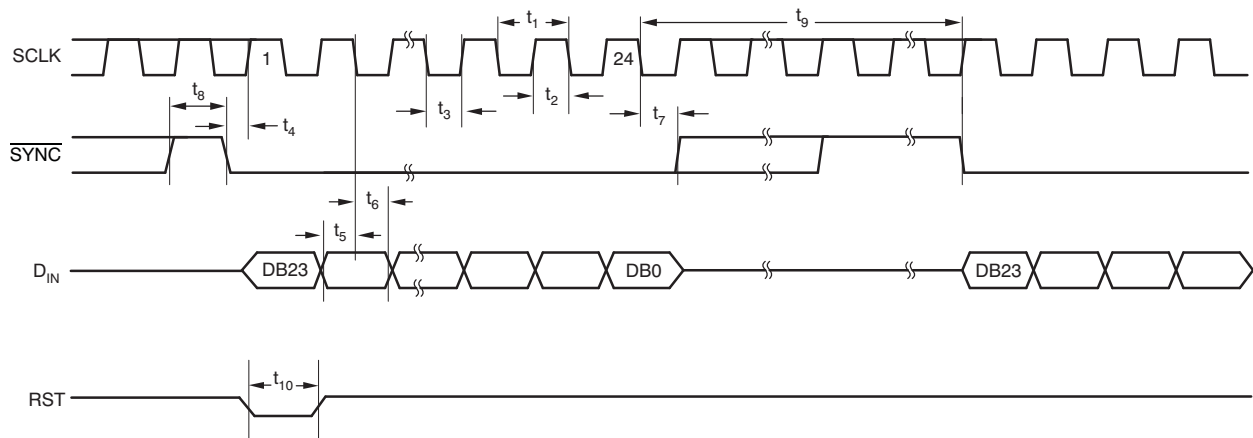 t1
t9
SCLK
1
24
t8
t4
t3
t2
t7
SYNC
t6
t5
DIN
DB23
DB0
DB23
t10
RST